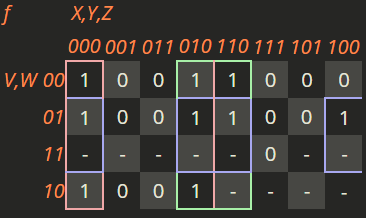 f X,Y,Z
000 001 011 010 110 111 101 100
V,W 00 1 0 0 1 1 0 0 0
01 1 0 0 1 1 0 0 1
11 - - - - - 0 - -
10 1 0 0 1 - - - -